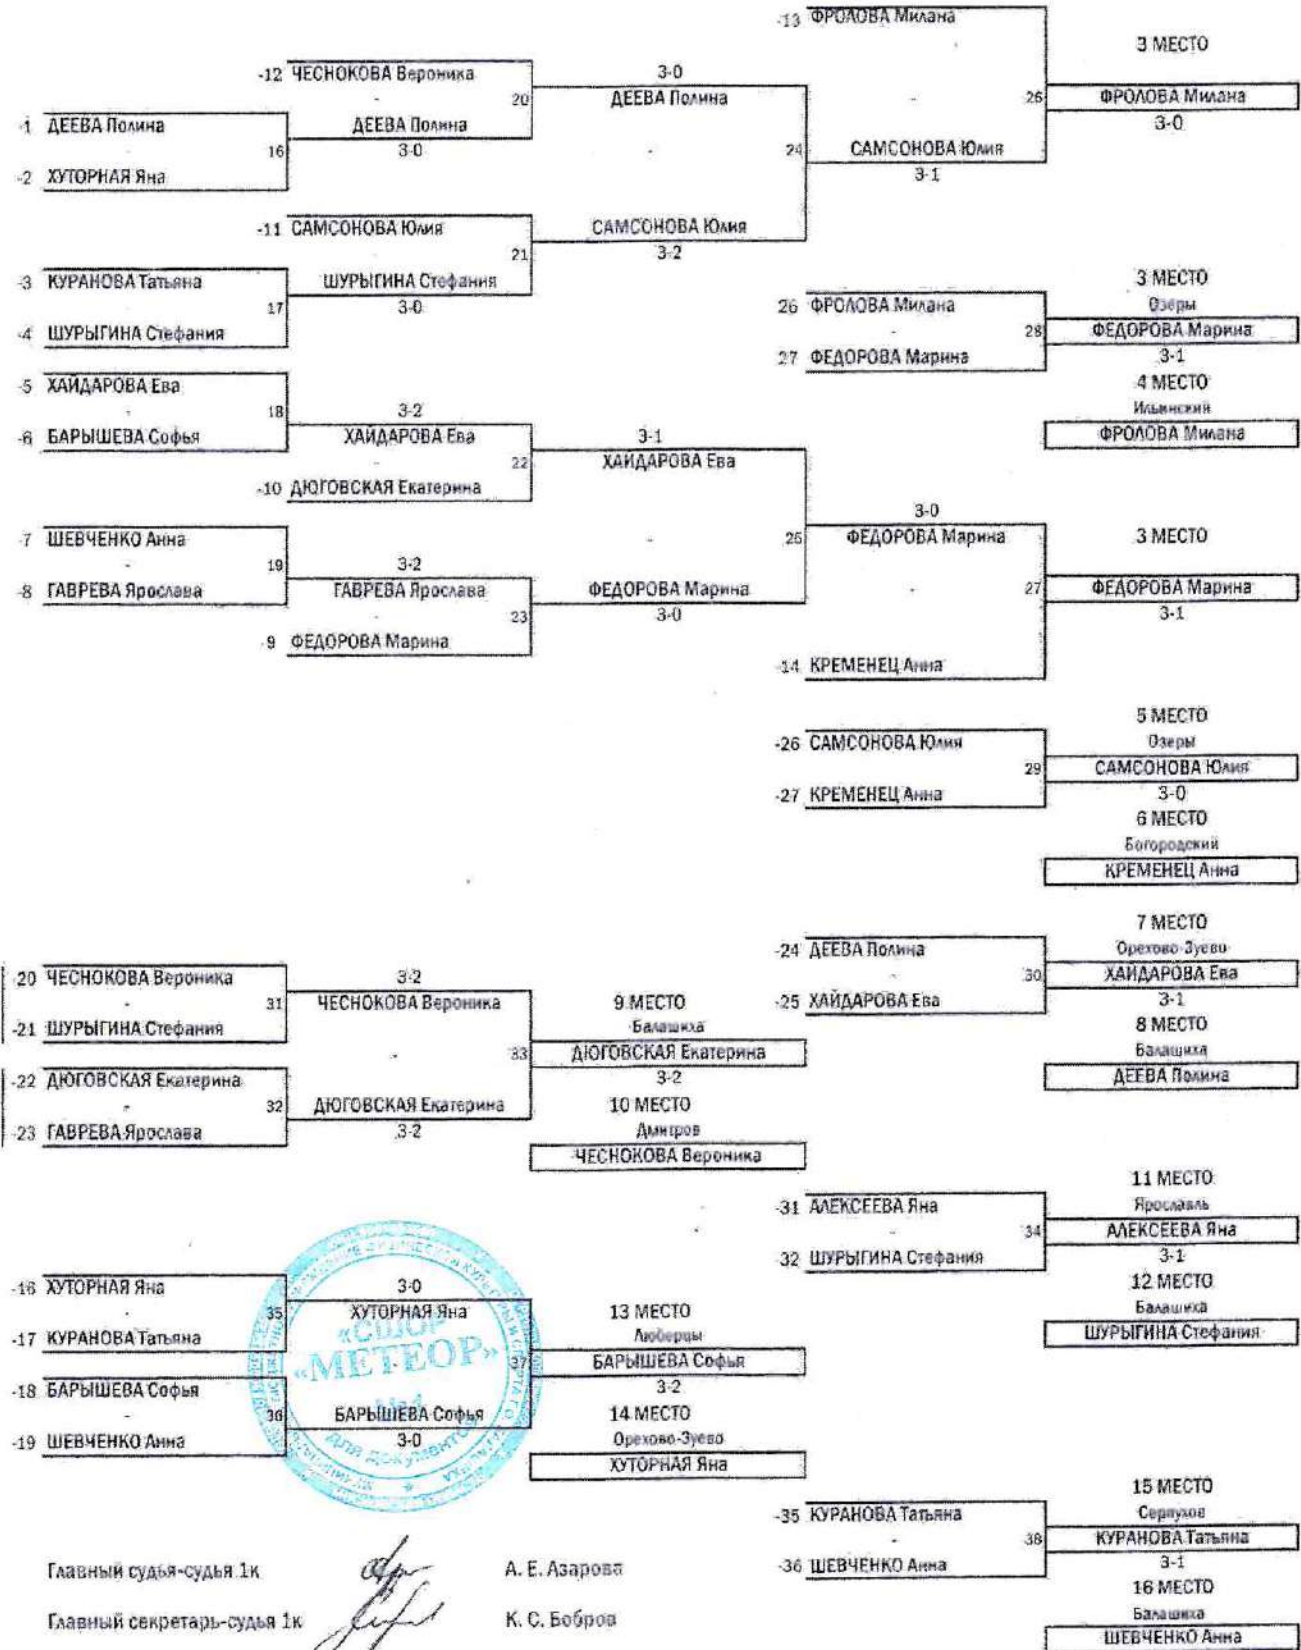 -13 ФРОЛОВА Милана
3 МЕСТО
-12 ЧЕСНОКОВА Вероника
3-0
-
20
ДЕЕВА Полина
-
26
ФРОЛОВА Милана
-1 ДЕЕВА Полина
ДЕЕВА Полина
3-0
16
3-0
-
24
САМСОНОВА Юлия
-2 ХУТОРНАЯ Яна
3-1
-11 САМСОНОВА Юлия
САМСОНОВА Юлия
21
3-2
-3 КУРАНОВА Татьяна
ШУРЫГИНА Стефания
3 МЕСТО
17
3-0
26 ФРОЛОВА Милана
Озеры
-4 ШУРЫГИНА Стефания
-
28
ФЕДОРОВА Марина
27 ФЕДОРОВА Марина
3-1
-5 ХАЙДАРОВА Ева
4 МЕСТО
-
18
3-2
Ильинский
-6 БАРЫШЕВА Софья
ХАЙДАРОВА Ева
3-1
ФРОЛОВА Милана
-
22
ХАЙДАРОВА Ева
-10 ДЮГОВСКАЯ Екатерина
3-0
-7 ШЕВЧЕНКО Анна
-
25
ФЕДОРОВА Марина
3 МЕСТО
-
19
3-2
-8 ГАВРЕВА Ярослава
ГАВРЕВА Ярослава
ФЕДОРОВА Марина
-
27
ФЕДОРОВА Марина
-
23
3-0
3-1
-9 ФЕДОРОВА Марина
-14 КРЕМЕНЕЦ Анна
5 МЕСТО
-26 САМСОНОВА Юлия
Озеры
29
САМСОНОВА Юлия
-27 КРЕМЕНЕЦ Анна
3-0
6 МЕСТО
Богородский
КРЕМЕНЕЦ Анна
7 МЕСТО
-24 ДЕЕВА Полина
Орехово-Зуево
-20 ЧЕСНОКОВА Вероника
3-2
-
30
ХАЙДАРОВА Ева
-
31
ЧЕСНОКОВА Вероника
9 МЕСТО
-25 ХАЙДАРОВА Ева
3-1
-21 ШУРЫГИНА Стефания
Балашиха
8 МЕСТО
-
33
ДЮГОВСКАЯ Екатерина
Балашиха
-22 ДЮГОВСКАЯ Екатерина
3-2
ДЕЕВА Полина
-
32
ДЮГОВСКАЯ Екатерина
10 МЕСТО
-23 ГАВРЕВА Ярослава
3-2
Дмитров
ЧЕСНОКОВА Вероника
11 МЕСТО
-31 АЛЕКСЕЕВА Яна
Ярославль
-
34
АЛЕКСЕЕВА Яна
-32 ШУРЫГИНА Стефания
3-1
-16 ХУТОРНАЯ Яна
3-0
12 МЕСТО
-
35
ХУТОРНАЯ Яна
13 МЕСТО
Балашиха
-17 КУРАНОВА Татьяна
«СШОР
Люберцы
ШУРЫГИНА Стефания
«МЕТЕОР»
37
БАРЫШЕВА Софья
-18 БАРЫШЕВА Софья
3-2
-
36
БАРЫШЕВА Софья
14 МЕСТО
-19 ШЕВЧЕНКО Анна
3-0
Орехово-Зуево
ДЛЯ ДОКУМЕНТОВ
ХУТОРНАЯ Яна
15 МЕСТО
-35 КУРАНОВА Татьяна
Серпухов
-
38
КУРАНОВА Татьяна
-36 ШЕВЧЕНКО Анна
3-1
Главный судья-судья 1к
А. Е. Азарова
16 МЕСТО
Главный секретарь-судья 1к
К. С. Бобров
Балашиха
ШЕВЧЕНКО Анна